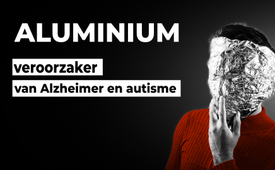 ALUMINIUM
veroorzaker
van Alzheimer en autisme